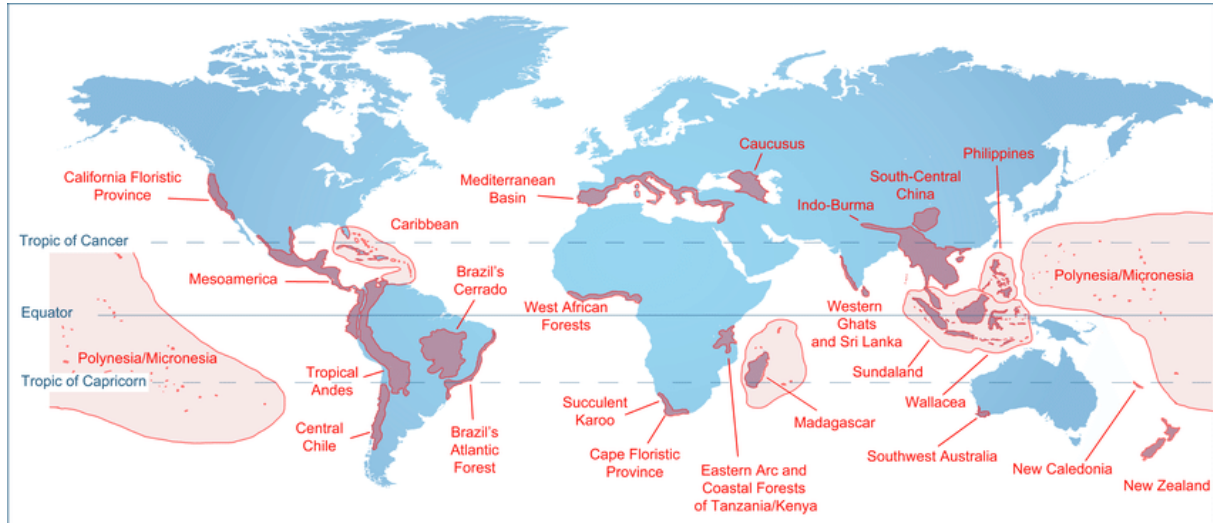 Caucusus
Philippines
California Floristic
Province
Mediterranean
Basin
South-Central
China
Indo-Burma
Tropic of Cancer
Caribbean
Mesoamerica
Brazil's
Cerrado
Polynesia/Micronesia
West African
Forests
Western
Ghats
and Sri Lanka
Equator
Polynesia/Micronesia
Sundaland
Tropical
Andes
Tropic of Capricorn
Succulent
Karoo
Madagascar
Wallacea
Central
Chile
Brazil's
Atlantic
Forest
Cape Floristic
Province
Eastern Arc and
Coastal Forests
of Tanzania/Kenya
Southwest Australia
New Caledonia
New Zealand